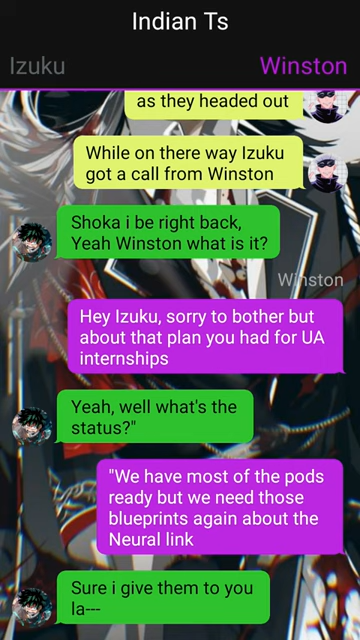 Indian Ts
Izuku
Winston
as they headed out
While on there way Izuku
got a call from Winston
Shoka i be right back,
Yeah Winston what is it?
Winston
Hey Izuku, sorry to bother but
about that plan you had for UA
internships
Yeah, well what's the
status?"
"We have most of the pods
ready but we need those
blueprints again about the
Neural link
Sure i give them to you
la---